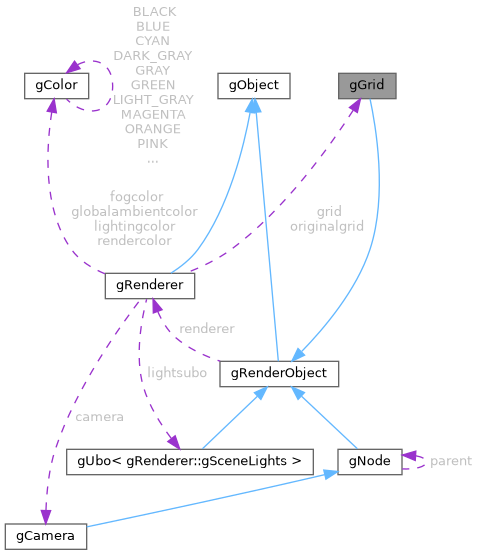 BLACK
BLUE
CYAN
DARK_GRAY
GRAY
GREEN
LIGHT_GRAY
MAGENTA
ORANGE
PINK
...
gColor
gObject
gGrid
fogcolor
globalambientcolor
lightingcolor
rendercolor
grid
originalgrid
gRenderer
renderer
lightsubo
gRenderObject
camera
gUbo< gRenderer::gSceneLights >
gNode
parent
gCamera